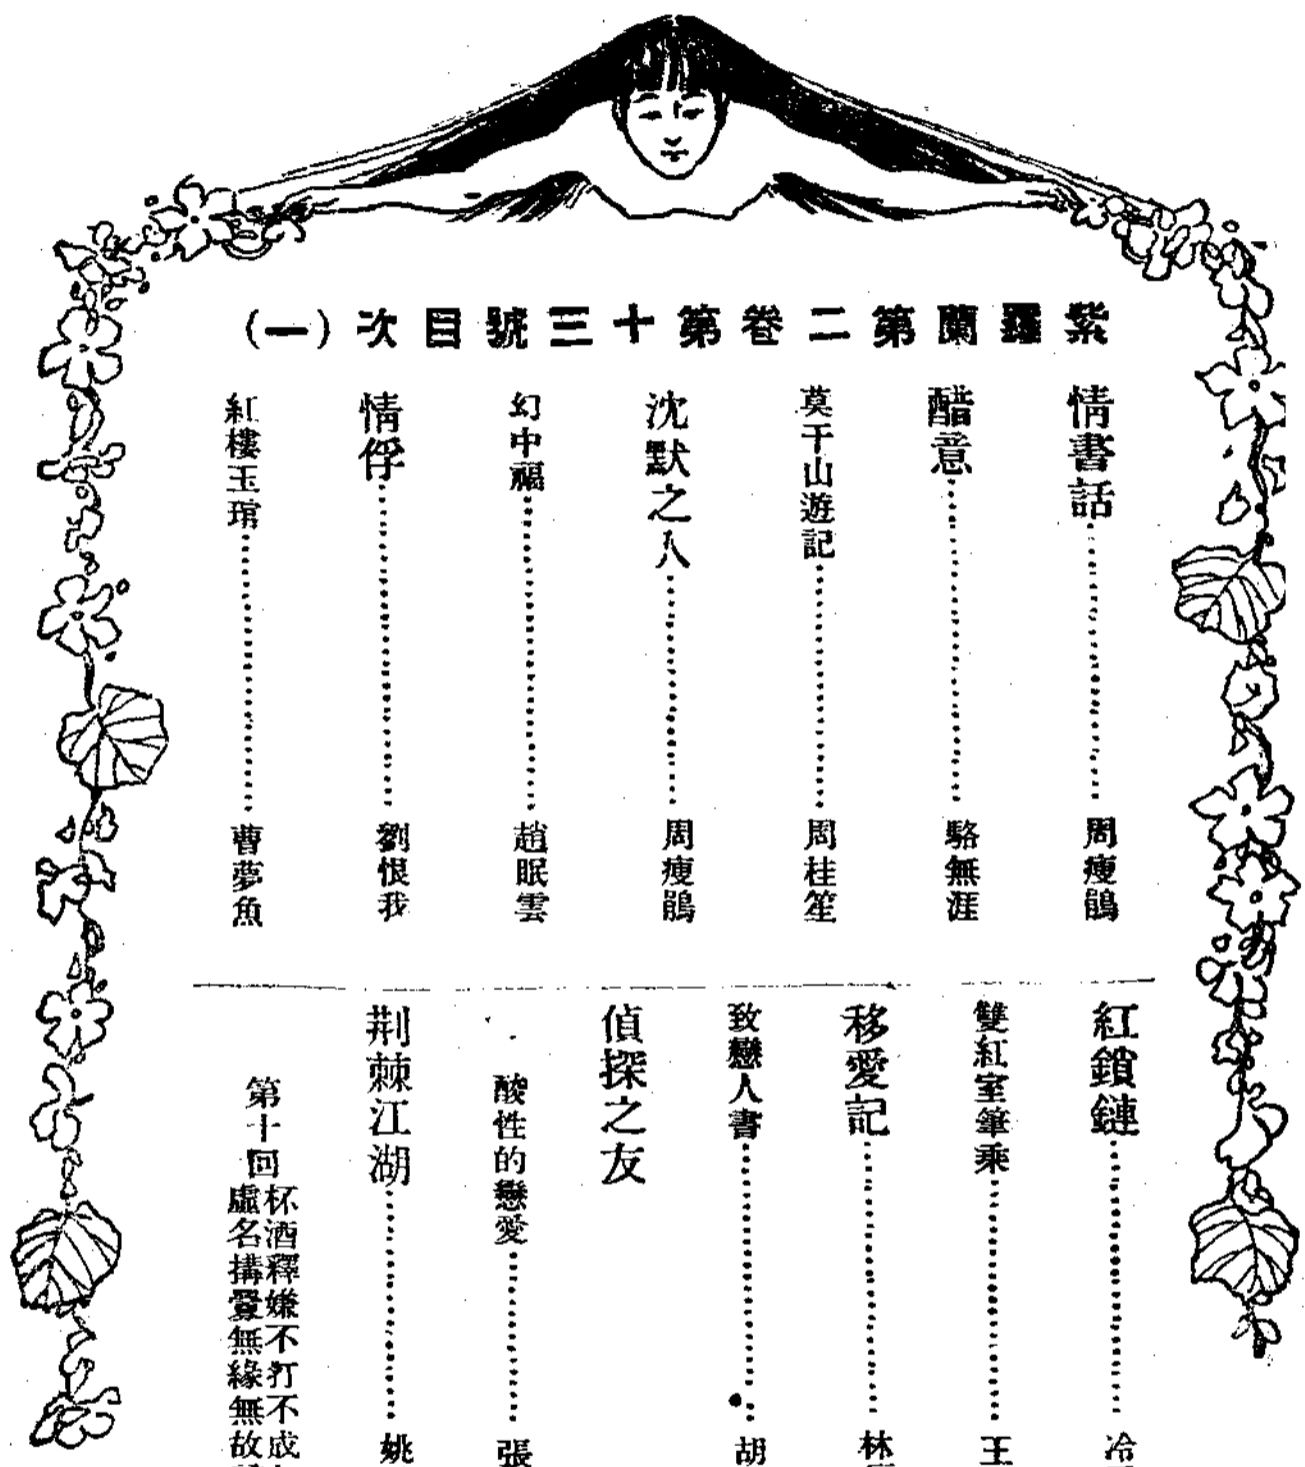 紫羅蘭第二卷第十三號目次(一)
情書話……周瘦鵑
醋意……駱無涯
莫干山遊記……周桂笙
沈默之人……周瘦鵑
幻中福……趙眠雲
情俘……劉恨我
紅樓玉琯……曹夢魚
紅鎖鏈……冷
雙紅室筆乘……王
移愛記……林
致戀人書……胡
偵探之友
酸性的戀愛……張
荆棘江湖……姚
第十回
杯酒釋嫌不打不成
虛名搆釁無緣無故